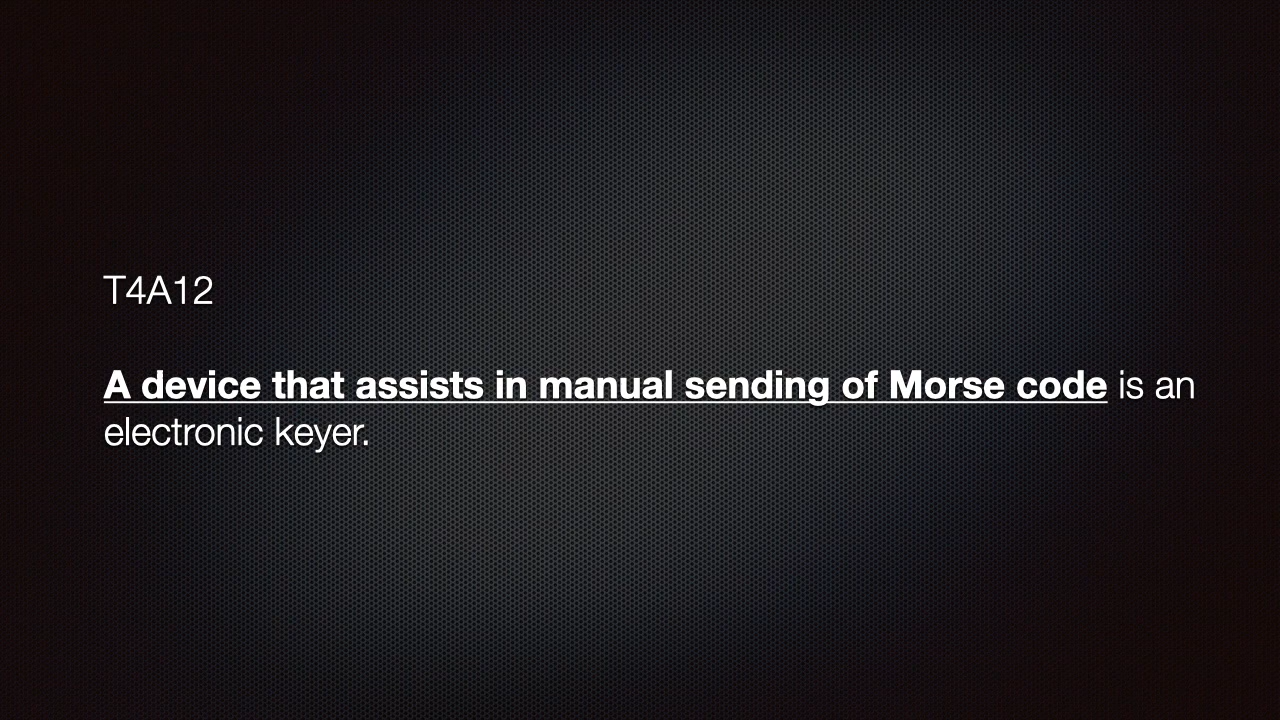 T4A12
A device that assists in manual sending of Morse code is an
electronic keyer.